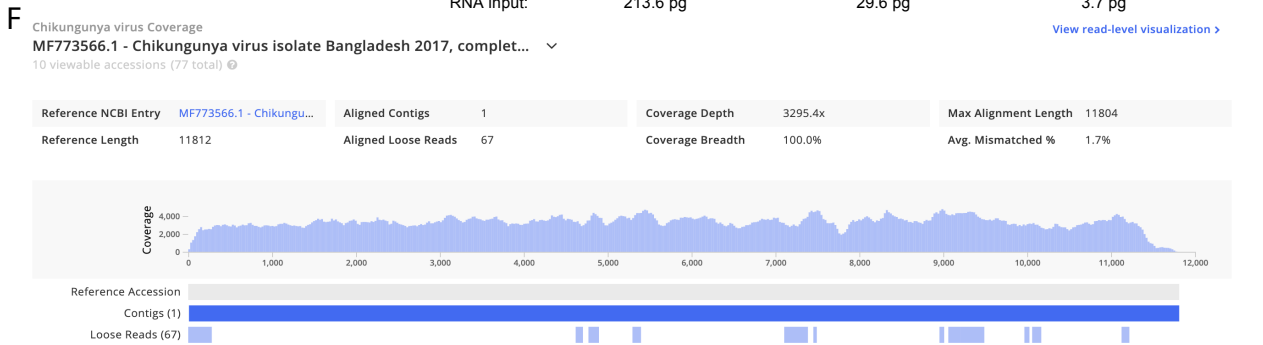 RNA input: 213.6 pg 29.6 pg 3.7 pg
F
Chikungunya virus Coverage
MF773566.1 - Chikungunya virus isolate Bangladesh 2017, complet...
View read-level visualization >
10 viewable accessions (77 total) ?
Reference NCBI Entry MF773566.1 - Chikungu... Aligned Contigs 1 Coverage Depth 3295.4x Max Alignment Length 11804
Reference Length 11812 Aligned Loose Reads 67 Coverage Breadth 100.0% Avg. Mismatched % 1.7%
Coverage
4,000
2,000
0
0 1,000 2,000 3,000 4,000 5,000 6,000 7,000 8,000 9,000 10,000 11,000 12,000
Reference Accession
Contigs (1)
Loose Reads (67)